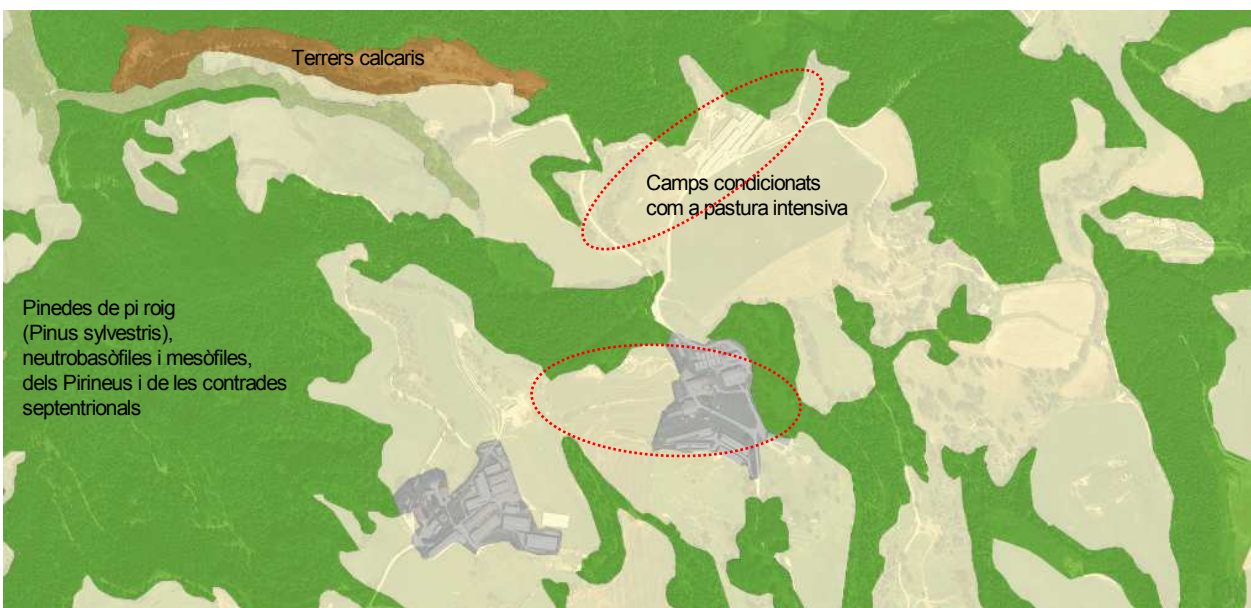 Terrers calcaris
Camps condicionats
com a pastura intensiva
Pinedes de pi roig
(Pinus sylvestris),
neutrobasòfiles i mesòfiles,
dels Pirineus i de les contrades
septentrionals